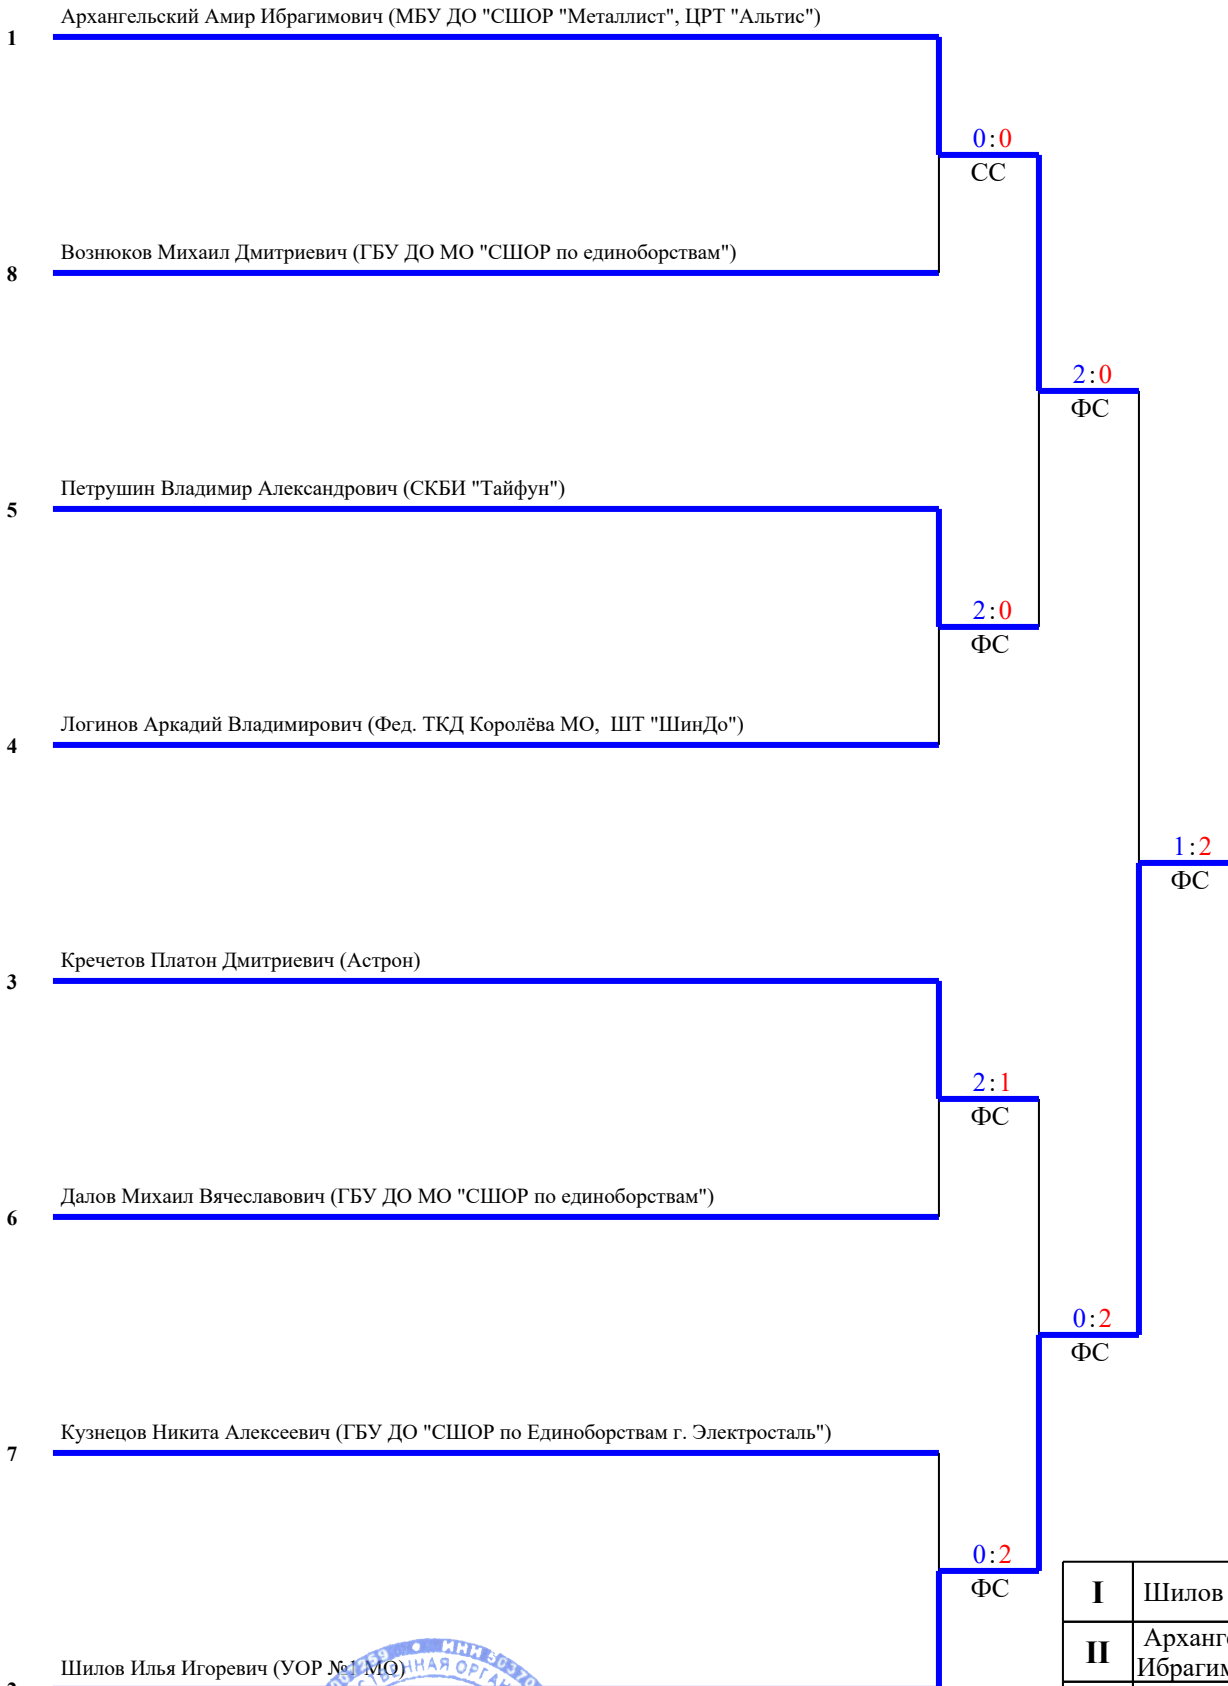 Архангельский Амир Ибрагимович (МБУ ДО "СШОР "Металлист", ЦРТ "Альтис")
1
0:0
СС
Вознюков Михаил Дмитриевич (ГБУ ДО МО "СШОР по единоборствам")
8
2:0
ФС
Петрушин Владимир Александрович (СКБИ "Тайфун")
5
2:0
ФС
Логинов Аркадий Владимирович (Фед. ТКД Королёва МО, ШТ "ШинДо")
4
1:2
ФС
Кречетов Платон Дмитриевич (Астрон)
3
2:1
ФС
Далов Михаил Вячеславович (ГБУ ДО МО "СШОР по единоборствам")
6
0:2
ФС
Кузнецов Никита Алексеевич (ГБУ ДО "СШОР по Единоборствам г. Электросталь")
7
0:2
ФС
I Шилов
II
Шилов Илья Игоревич (УОР №1 МО)
ИНН